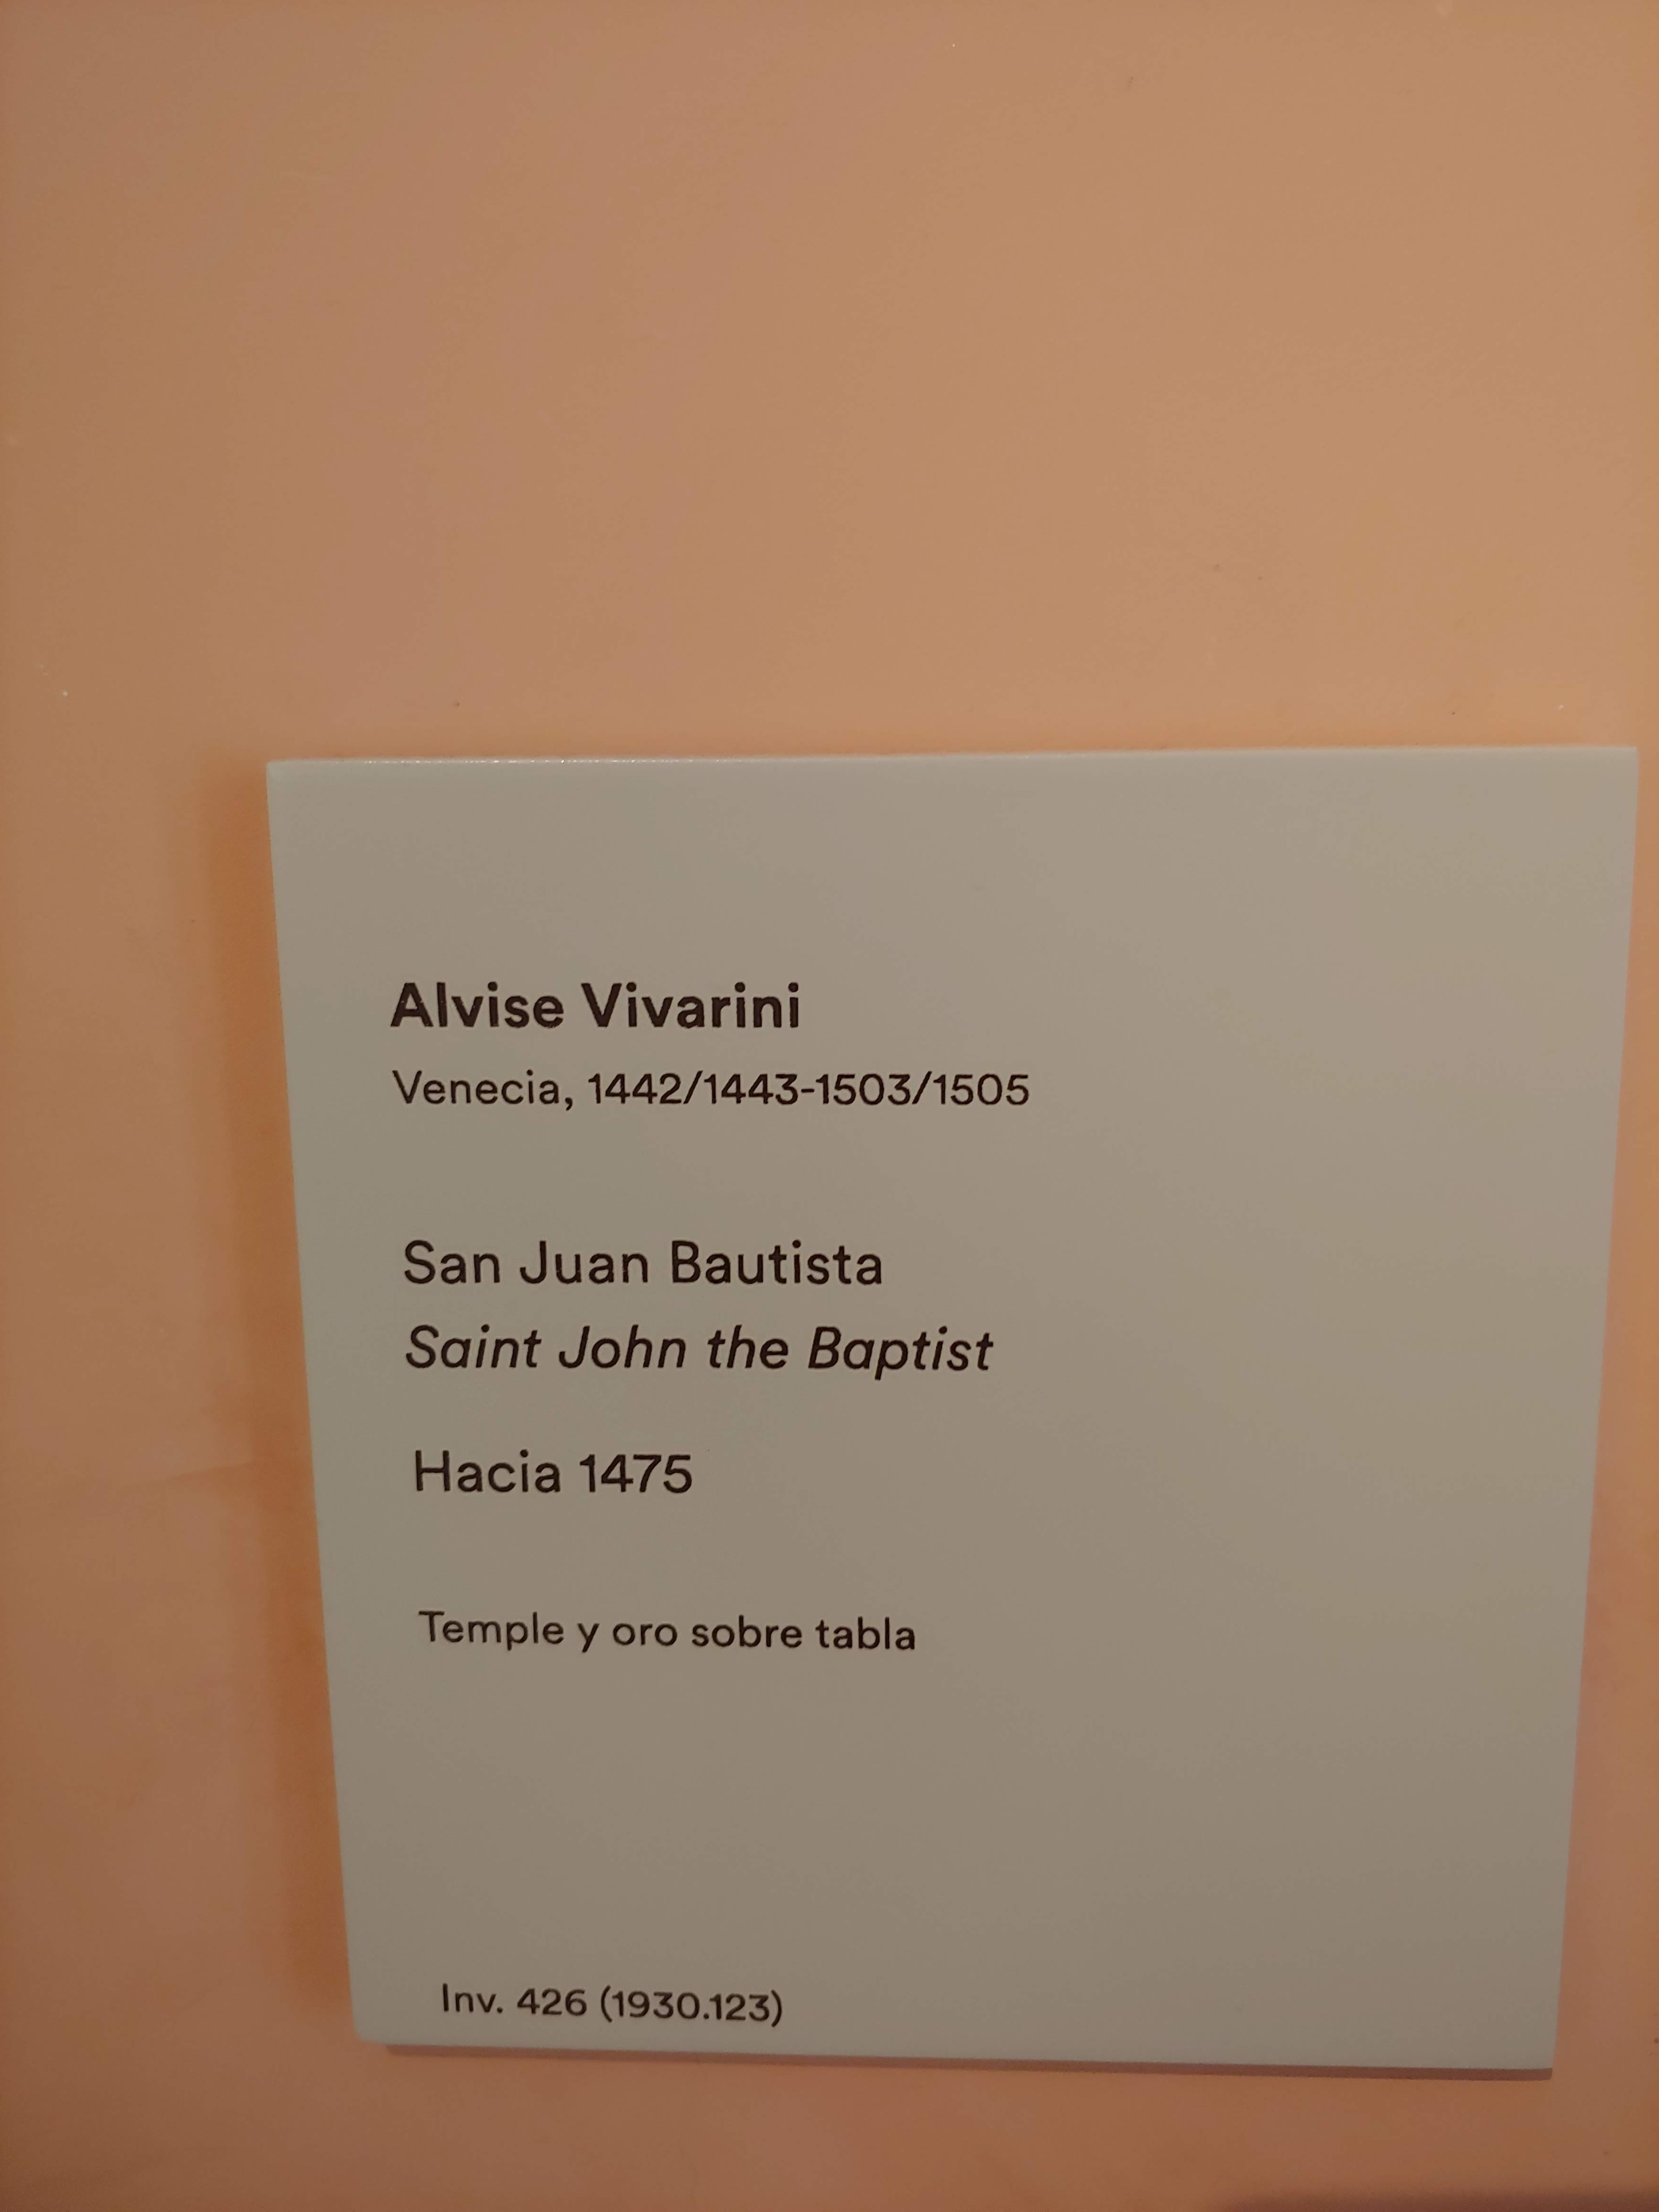 Alvise Vivarini
Venecia, 1442/1443-1503/1505
San Juan Bautista
Saint John the Baptist
Hacia 1475
Temple y oro sobre tabla
Inv. 426 (1930.123)